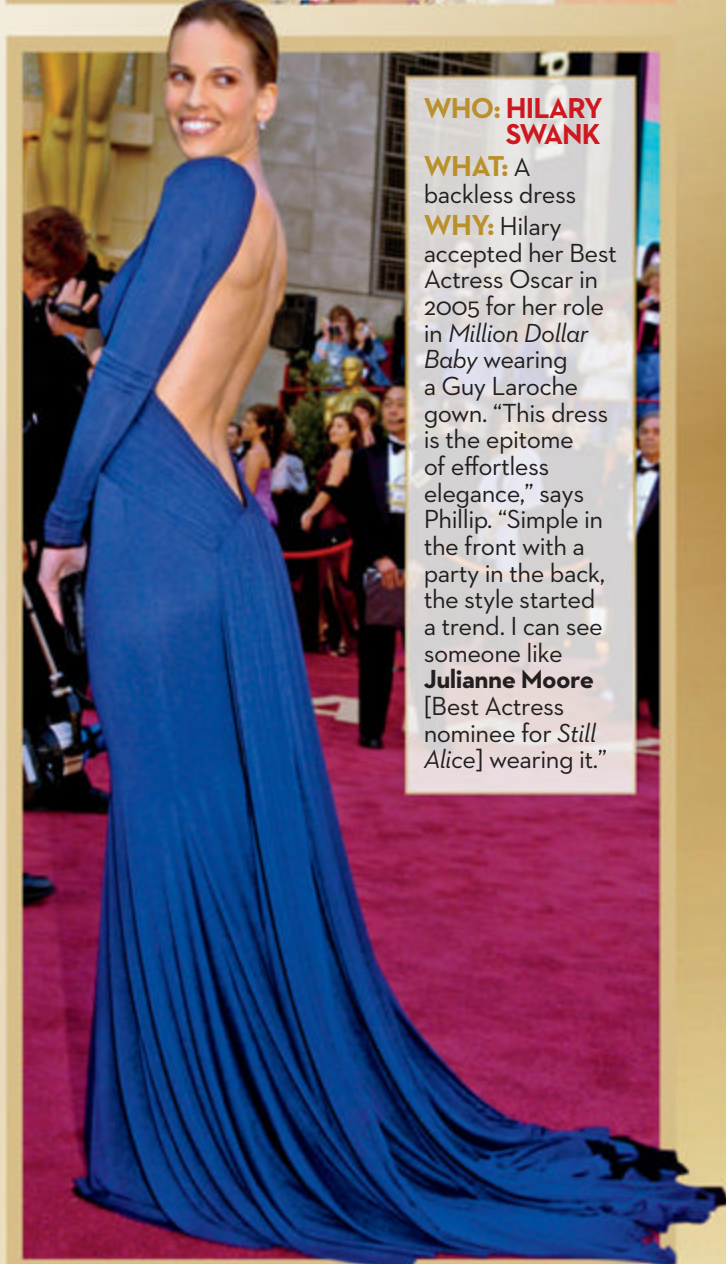 WHO: HILARY
SWANK
WHAT: A
backless dress
WHY: Hilary
accepted her Best
Actress Oscar in
2005 for her role
in Million Dollar
Baby wearing
a Guy Laroche
gown. “This dress
is the epitome
of effortless
elegance,” says
Phillip. “Simple in
the front with a
party in the back,
the style started
a trend. I can see
someone like
Julianne Moore
[Best Actress
nominee for Still
Alice] wearing it.”